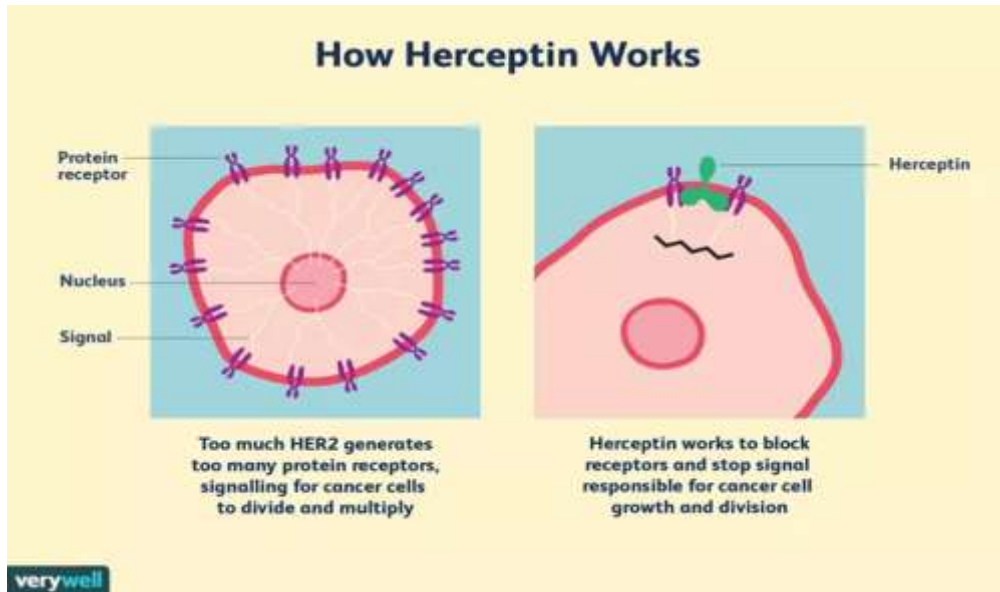 How Herceptin Works
Protein
receptor
Nucleus
Signal
Herceptin
Too much HER2 generates
too many protein receptors,
signalling for cancer cells
to divide and multiply
Herceptin works to block
receptors and stop signal
responsible for cancer cell
growth and division
verywell